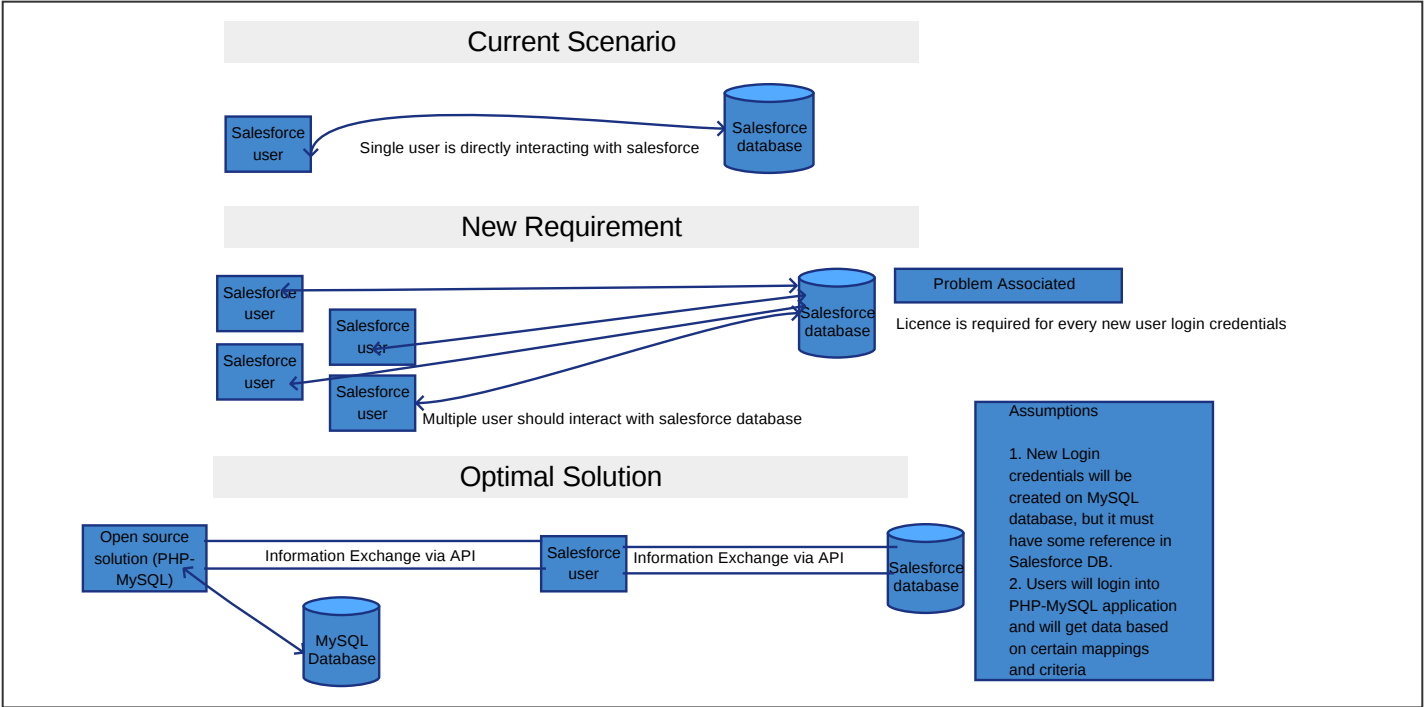 Current Scenario
Salesforce
user
Single user is directly interacting with salesforce
Salesforce
database
New Requirement
Salesforce
user
Salesforce
user
Salesforce
user
Salesforce
user
Multiple user should interact with salesforce database
Salesforce
database
Problem Associated
Licence is required for every new user login credentials
Optimal Solution
Open source
solution (PHP-
MySQL)
Information Exchange via API
Salesforce
user
Information Exchange via API
Salesforce
database
MySQL
Database
Assumptions
1. New Login
credentials will be
created on MySQL
database, but it must
have some reference in
Salesforce DB.
2. Users will login into
PHP-MySQL application
and will get data based
on certain mappings
and criteria